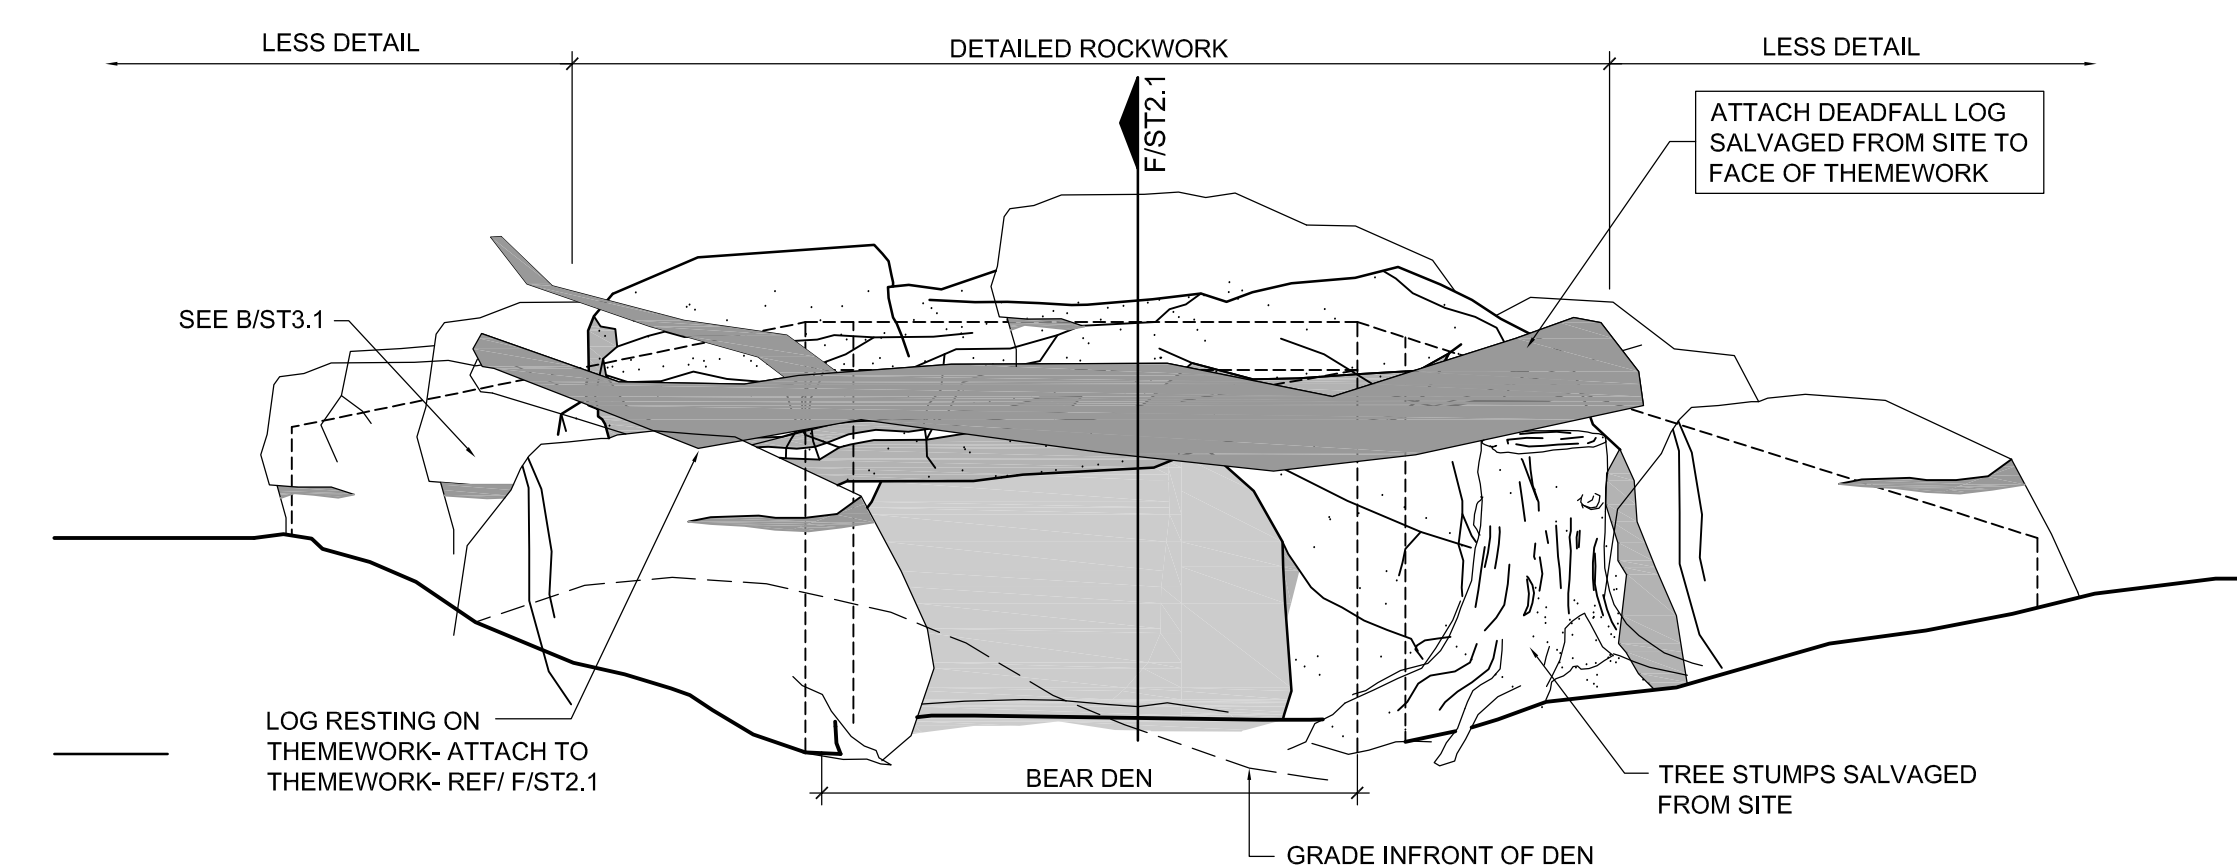 LESS DETAIL
DETAILED ROCKWORK
LESS DETAIL
F/ST2.1
ATTACH DEADFALL LOG
SALVAGED FROM SITE TO
FACE OF THEMEWORK
SEE B/ST3.1
LOG RESTING ON
THEMEWORK- ATTACH TO
THEMEWORK- REF/ F/ST2.1
BEAR DEN
TREE STUMPS SALVAGED
FROM SITE
GRADE INFRONT OF DEN